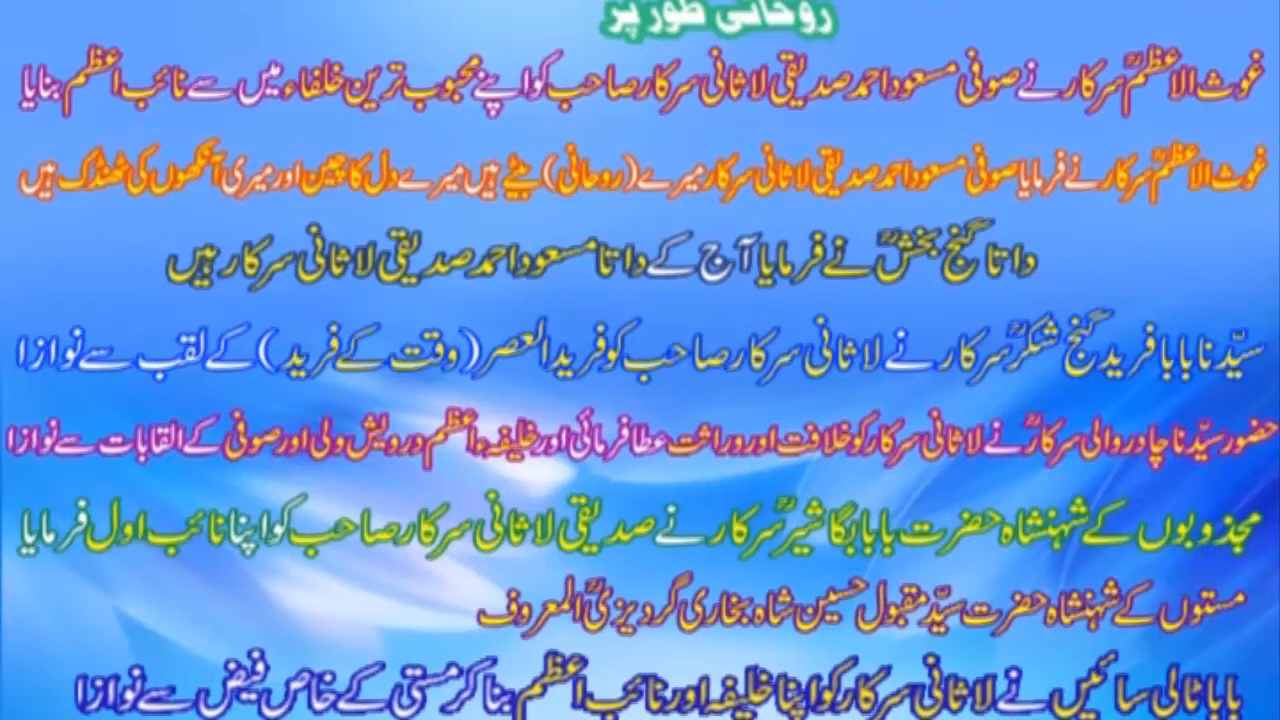 روحانی طور پر
غوث الاعظمؒ سرکار نے صوفی مسعود احمد صدیقی لاثانی سرکار صاحب کو اپنے محبوب ترین خلفاء میں سے نائب اعظم بنایا
غوث الاعظمؒ سرکار نے فرمایا صوفی مسعود احمد صدیقی لاثانی سرکار میرے (روحانی) بیٹے ہیں میرے دل کا چین اور میری آنکھوں کی ٹھنڈک ہیں
داتا گنج بخشؒ نے فرمایا آج کے داتا مسعود احمد صدیقی لاثانی سرکار ہیں
سیّدنا بابا فرید گنج شکرؒ سرکار نے لاثانی سرکار صاحب کو فرید العصر (وقت کے فرید) کے لقب سے نوازا
حضور سیّدنا چادر والی سرکارؒ نے لاثانی سرکار کو خلافت اور وراثت عطا فرمائی اور خلیفہء اعظم درویش ولی اور صوفی کے القابات سے نوازا
مجذوبوں کے شہنشاہ حضرت بابا بگا شیرؒ سرکار نے صدیقی لاثانی سرکار صاحب کو اپنا نائب اول فرمایا
مستوں کے شہنشاہ حضرت سیّد مقبول حسین شاہ بخاری گردیزیؒ المعروف
بابا ٹالی سائیں نے لاثانی سرکار کو اپنا خلیفہ اور نائب اعظم بنا کر مستی کے خاص فیض سے نوازا